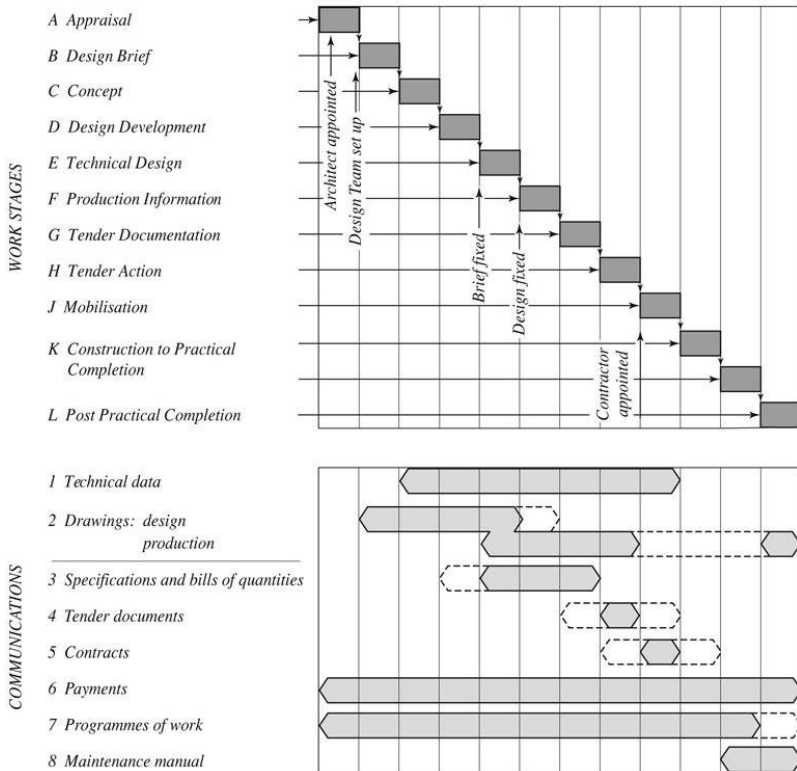 WORK STAGES
A Appraisal
B Design Brief
C Concept
D Design Development
E Technical Design
F Production Information
G Tender Documentation
H Tender Action
J Mobilisation
K Construction to Practical
Completion
L Post Practical Completion
Architect appointed
Design Team set up
Brief fixed
Design fixed
Contractor
appointed
COMMUNICATIONS
1 Technical data
2 Drawings: design
production
3 Specifications and bills of quantities
4 Tender documents
5 Contracts
6 Payments
7 Programmes of work
8 Maintenance manual